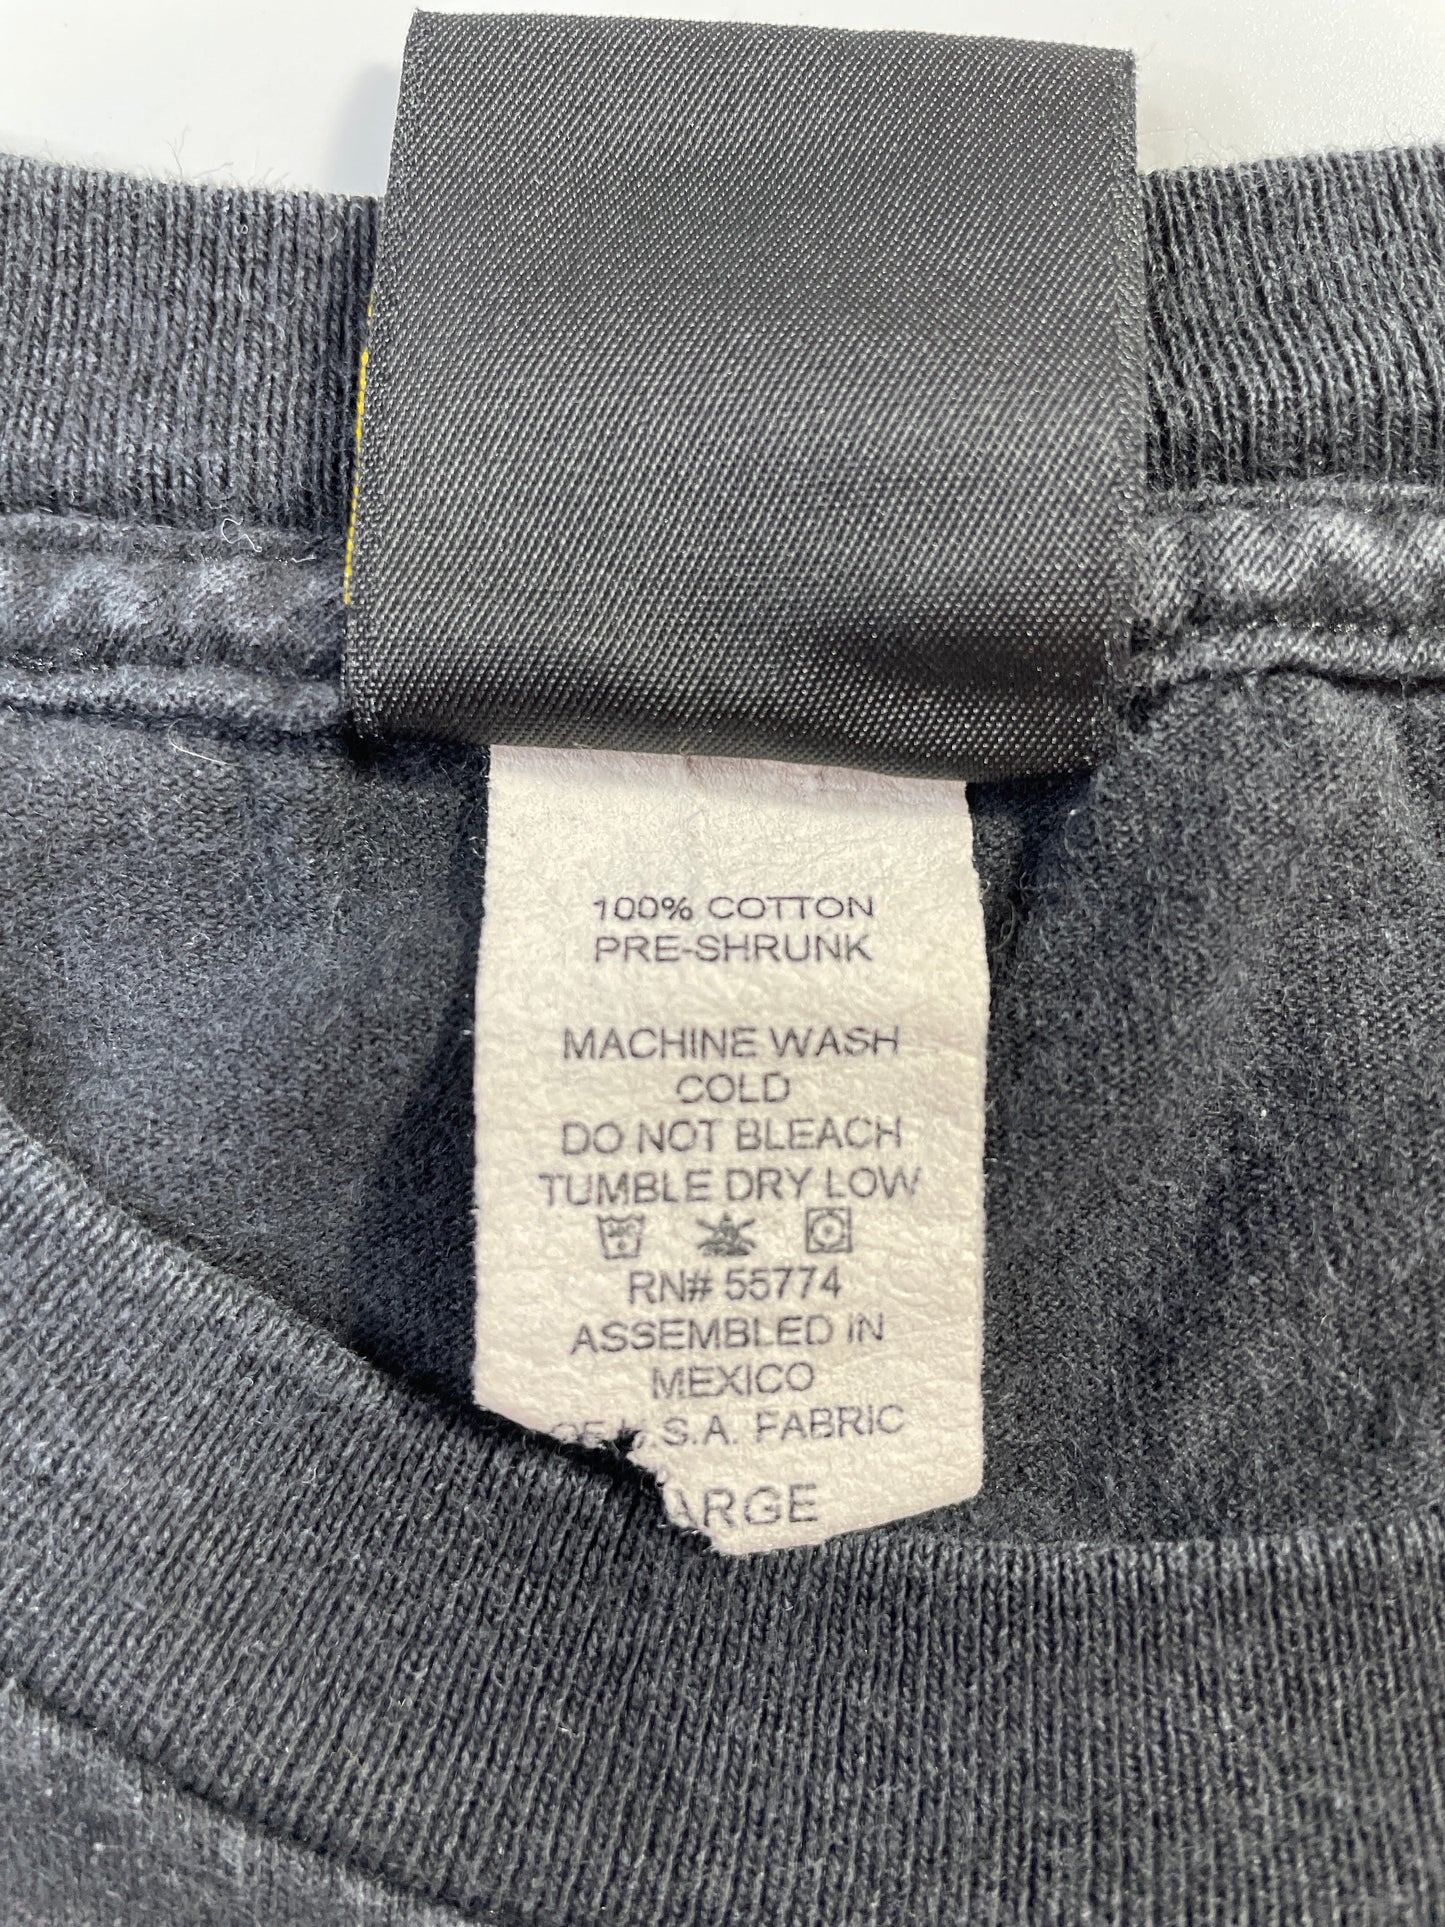 100% COTTON
PRE-SHRUNK
MACHINE WASH
COLD
DO NOT BLEACH
TUMBLE DRY LOW
RN# 55774
ASSEMBLED IN
MEXICO
OF U.S.A. FABRIC
ARGE